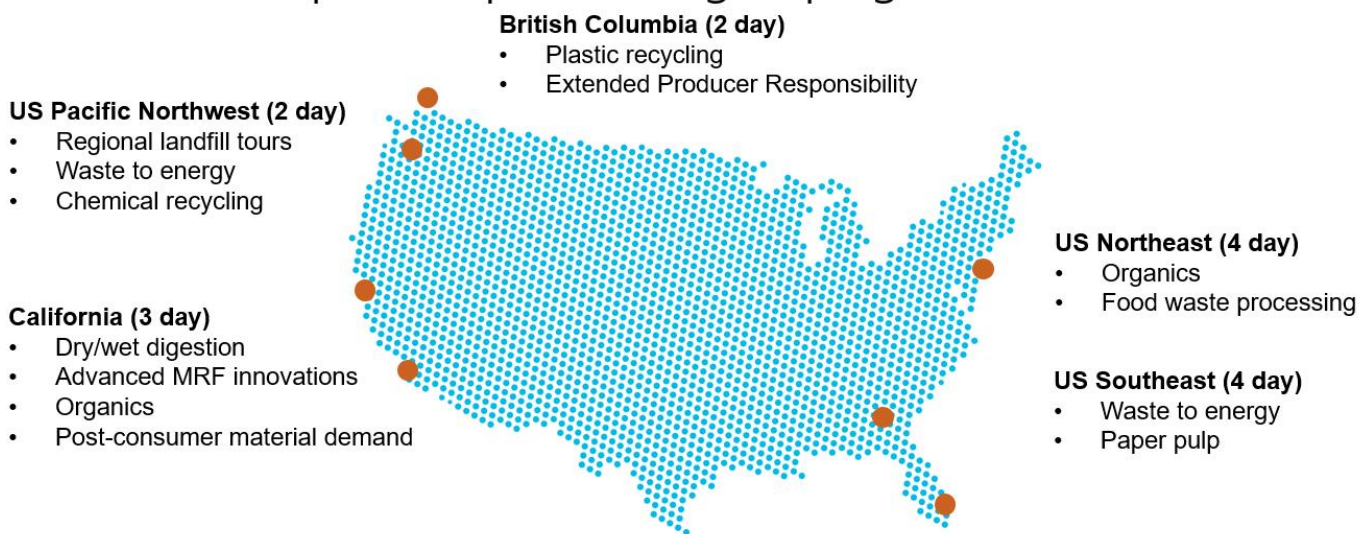 British Columbia (2 day)
• Plastic recycling
• Extended Producer Responsibility
US Pacific Northwest (2 day)
• Regional landfill tours
• Waste to energy
• Chemical recycling
California (3 day)
• Dry/wet digestion
• Advanced MRF innovations
• Organics
• Post-consumer material demand
US Northeast (4 day)
• Organics
• Food waste processing
US Southeast (4 day)
• Waste to energy
• Paper pulp